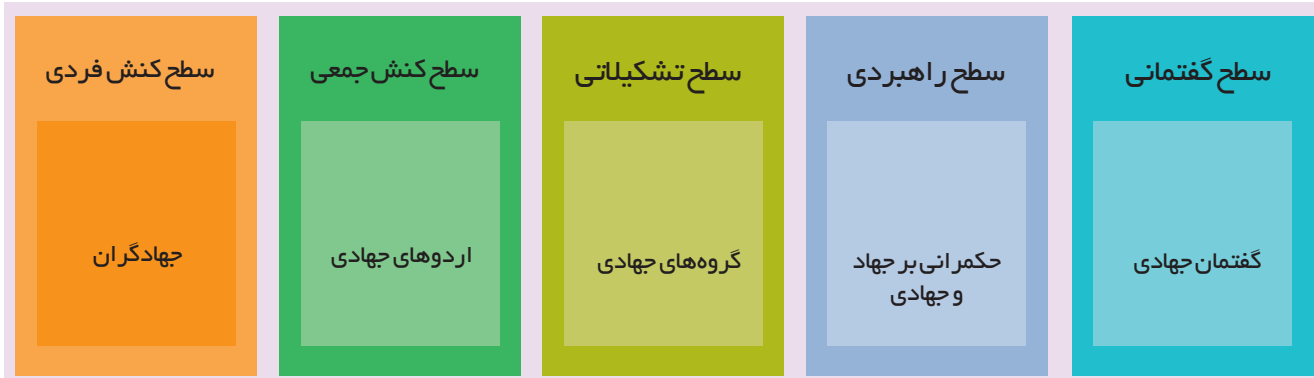 سطح گفتمانی
گفتمان جهادی
سطح راهبردی
حکمرانی بر جهاد
و جهادی
سطح تشکیلاتی
گروه‌های جهادی
سطح کنش جمعی
اردوهای جهادی
سطح کنش فردی
جهادگران